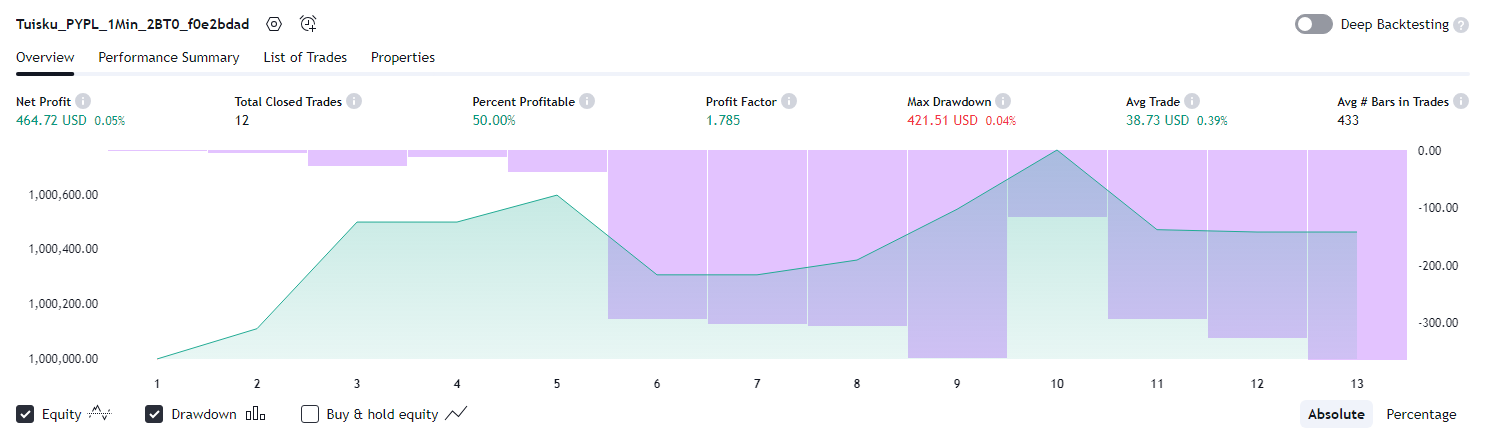 Tuisku_PYPL_1Min_2BT0_f0e2bdad
Deep Backtesting ?
Overview Performance Summary List of Trades Properties
Net Profit i Total Closed Trades i Percent Profitable i Profit Factor i Max Drawdown i Avg Trade i Avg # Bars in Trades i
464.72 USD 0.05% 12 50.00% 1.785 421.51 USD 0.04% 38.73 USD 0.39% 433
0.00
1,000,600.00
-100.00
1,000,400.00
-200.00
1,000,200.00
-300.00
1,000,000.00
1 2 3 4 5 6 7 8 9 10 11 12 13
Equity Drawdown Buy & hold equity Absolute Percentage